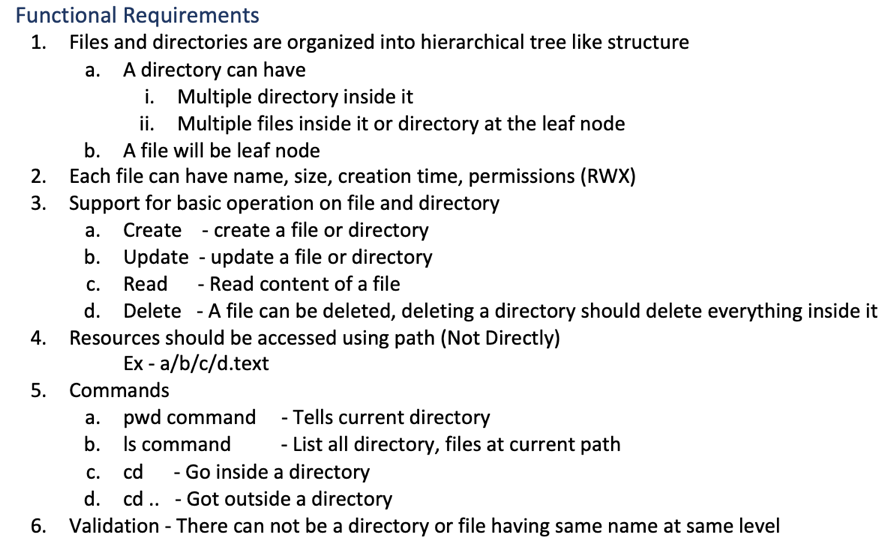 Functional Requirements
1. Files and directories are organized into hierarchical tree like structure
a. A directory can have
i. Multiple directory inside it
ii. Multiple files inside it or directory at the leaf node
b. A file will be leaf node
2. Each file can have name, size, creation time, permissions (RWX)
3. Support for basic operation on file and directory
a. Create - create a file or directory
b. Update - update a file or directory
c. Read - Read content of a file
d. Delete - A file can be deleted, deleting a directory should delete everything inside it
4. Resources should be accessed using path (Not Directly)
Ex - a/b/c/d.text
5. Commands
a. pwd command - Tells current directory
b. ls command - List all directory, files at current path
c. cd - Go inside a directory
d. cd .. - Got outside a directory
6. Validation - There can not be a directory or file having same name at same level